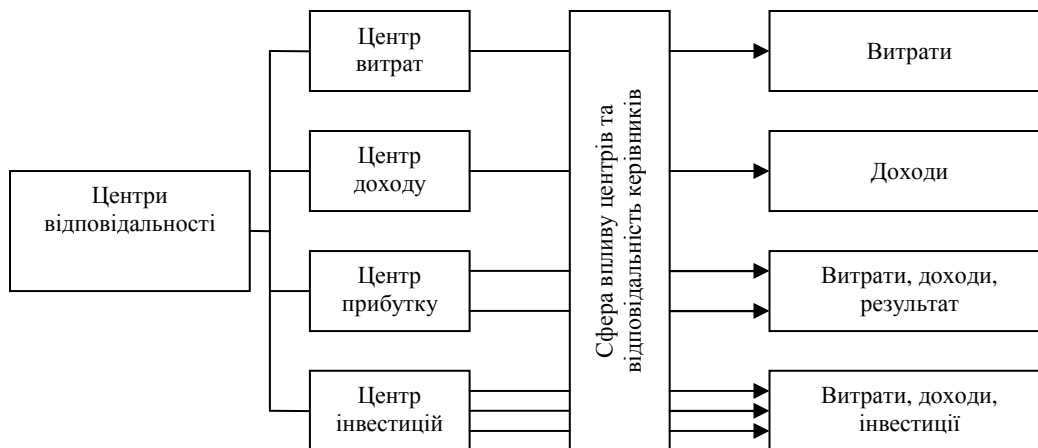 Центри
відповідальності
Центр
витрат
Центр
доходу
Центр
прибутку
Центр
інвестицій
Сфера впливу центрів та
відповідальність керівників
Витрати
Доходи
Витрати, доходи,
результат
Витрати, доходи,
інвестиції